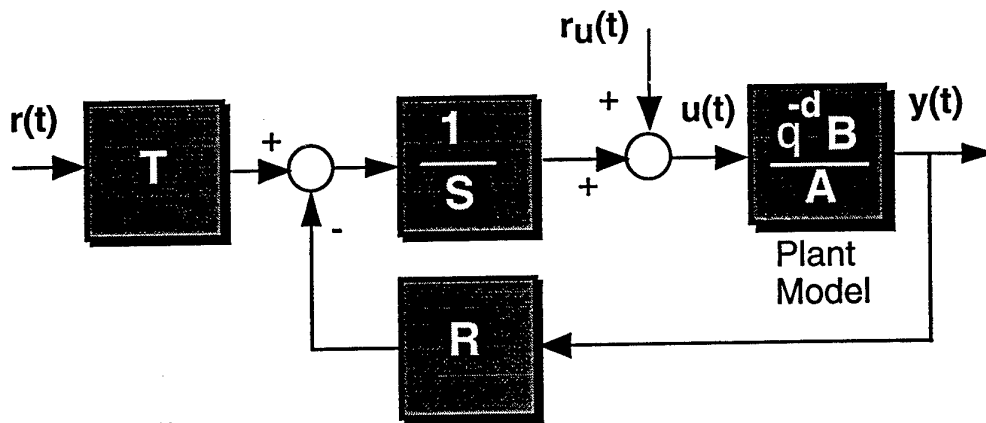 ru(t)
r(t)
T
+
-
1
S
+
+
u(t)
q-d B
A
y(t)
Plant
Model
R